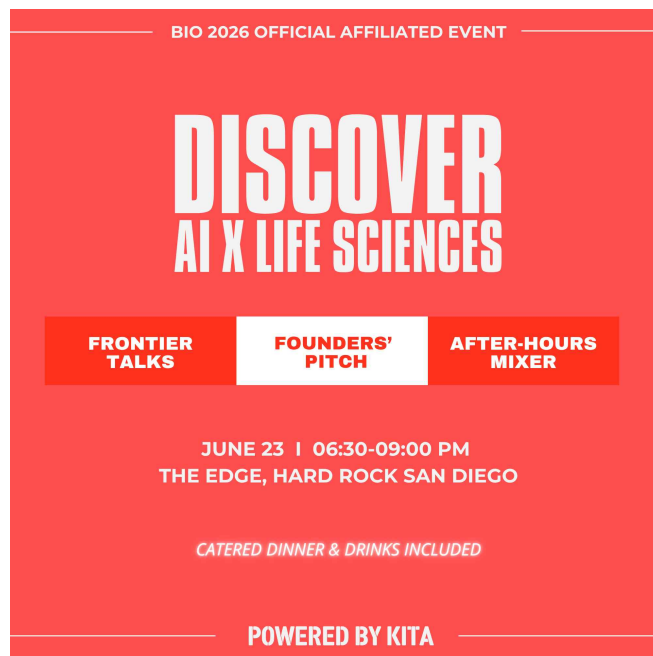 BIO 2026 OFFICIAL AFFILIATED EVENT
DISCOVER
AI X LIFE SCIENCES
FRONTIER
TALKS
FOUNDERS’
PITCH
AFTER-HOURS
MIXER
JUNE 23 I 06:30-09:00 PM
THE EDGE, HARD ROCK SAN DIEGO
CATERED DINNER & DRINKS INCLUDED
POWERED BY KITA